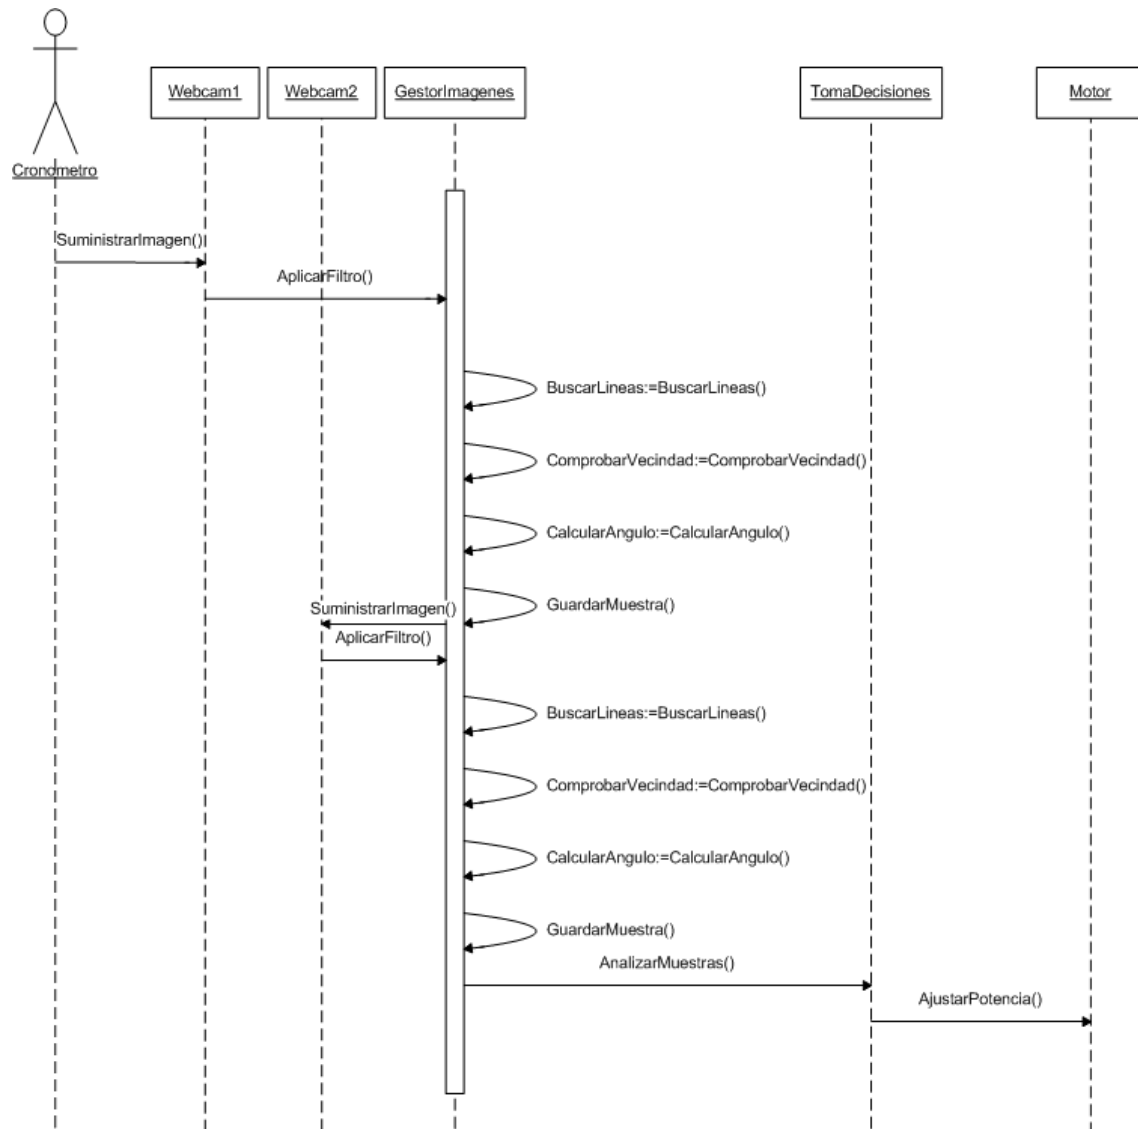 Webcam1
Webcam2
GestorImagenes
TomaDecisiones
Motor
Cronometro
SuministrarImagen()
AplicarFiltro()
BuscarLineas:=BuscarLineas()
ComprobarVecindad:=ComprobarVecindad()
CalcularAngulo:=CalcularAngulo()
GuardarMuestra()
SuministrarImagen()
AplicarFiltro()
BuscarLineas:=BuscarLineas()
ComprobarVecindad:=ComprobarVecindad()
CalcularAngulo:=CalcularAngulo()
GuardarMuestra()
AnalizarMuestras()
AjustarPotencia()